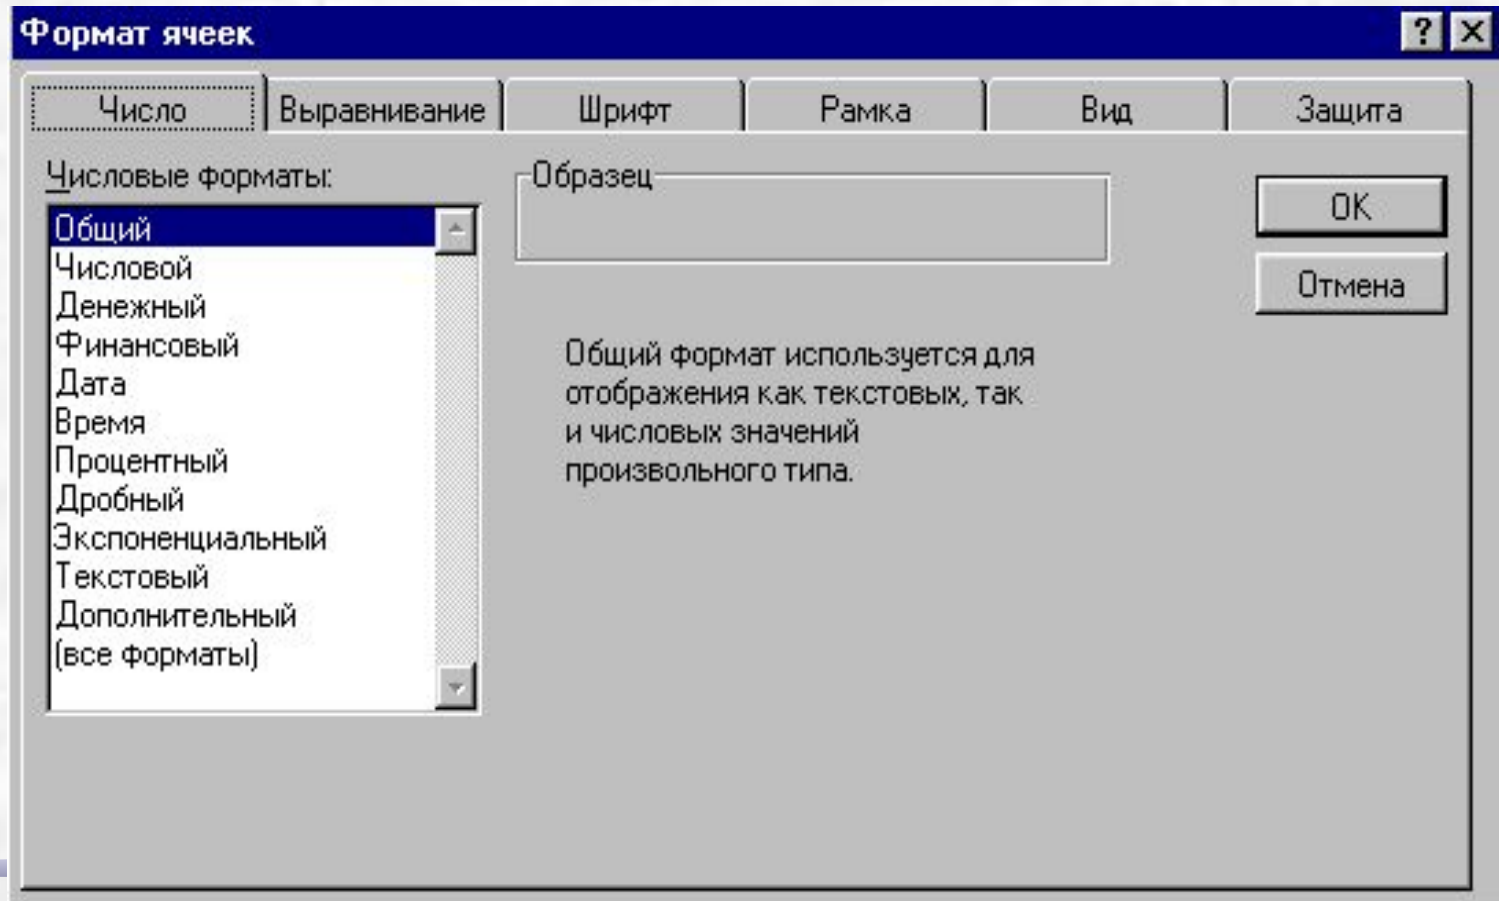 Формат ячеек
Число Выравнивание Шрифт Рамка Вид Защита
Числовые форматы:
Общий
Числовой
Денежный
Финансовый
Дата
Время
Процентный
Дробный
Экспоненциальный
Текстовый
Дополнительный
(все форматы)
Образец
Общий формат используется для
отображения как текстовых, так
и числовых значений
произвольного типа.
ОК
Отмена